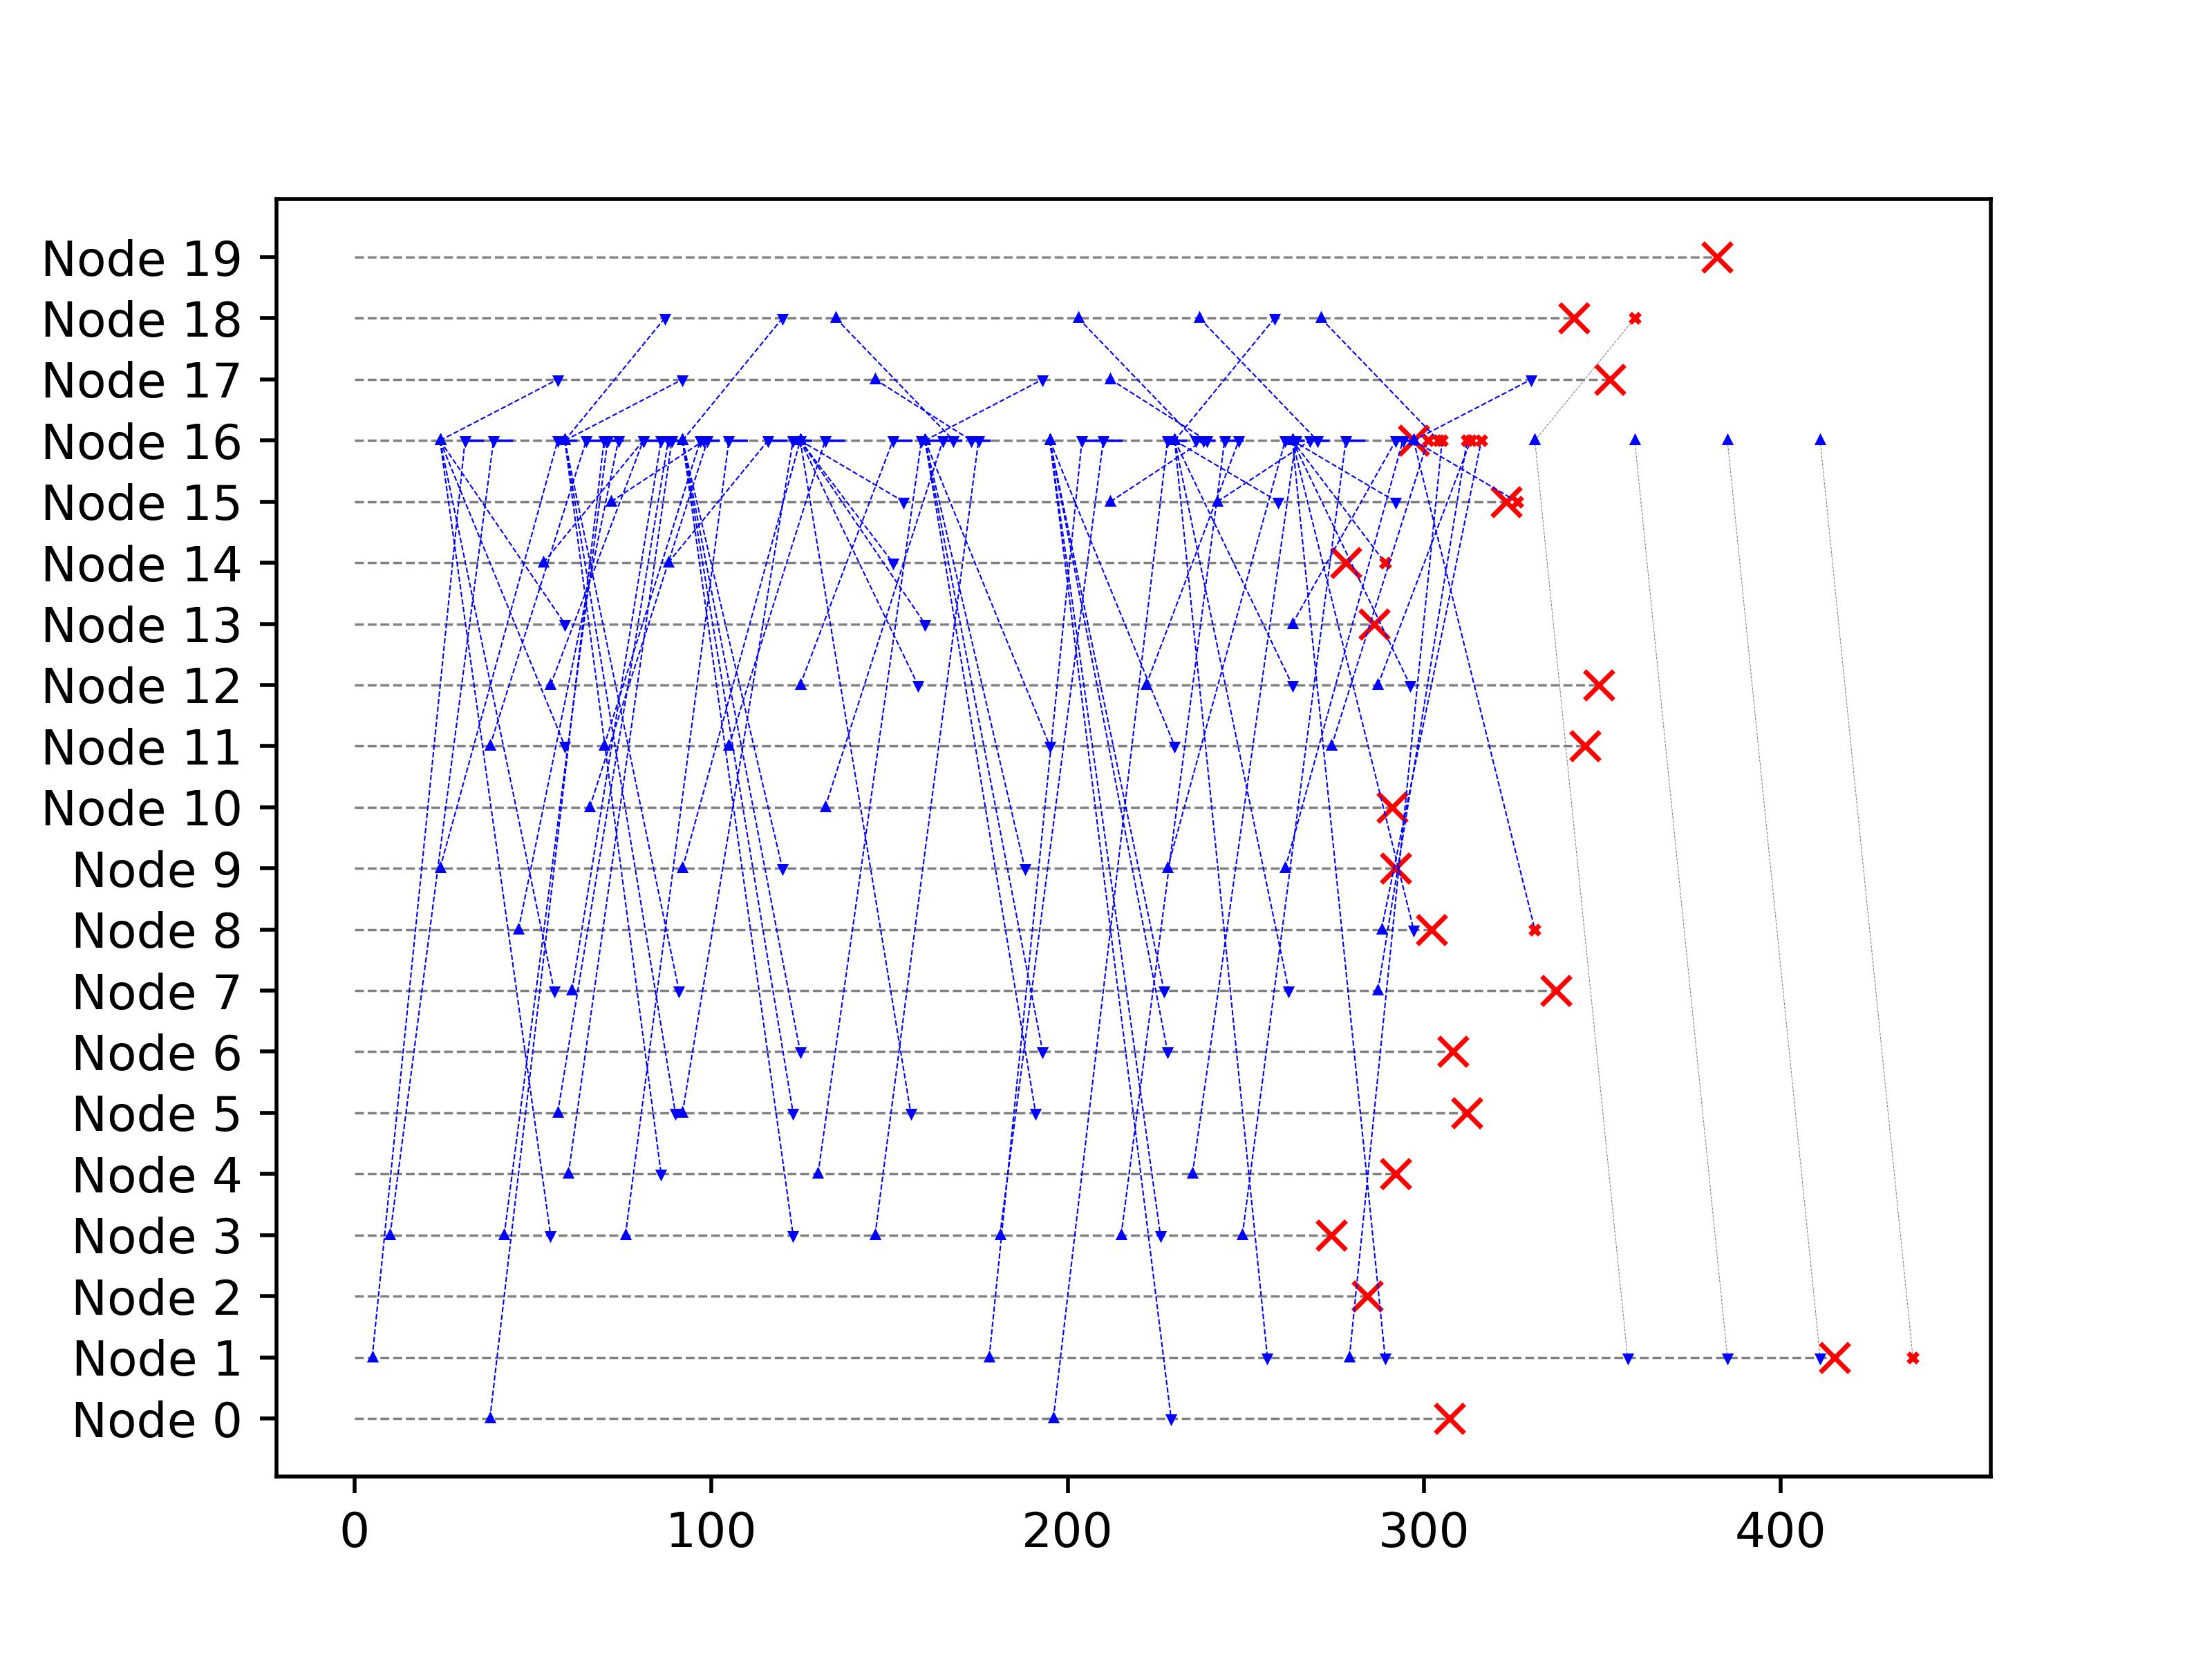 Node 19
Node 18
Node 17
Node 16
Node 15
Node 14
Node 13
Node 12
Node 11
Node 10
Node 9
Node 8
Node 7
Node 6
Node 5
Node 4
Node 3
Node 2
Node 1
Node 0
0 100 200 300 400